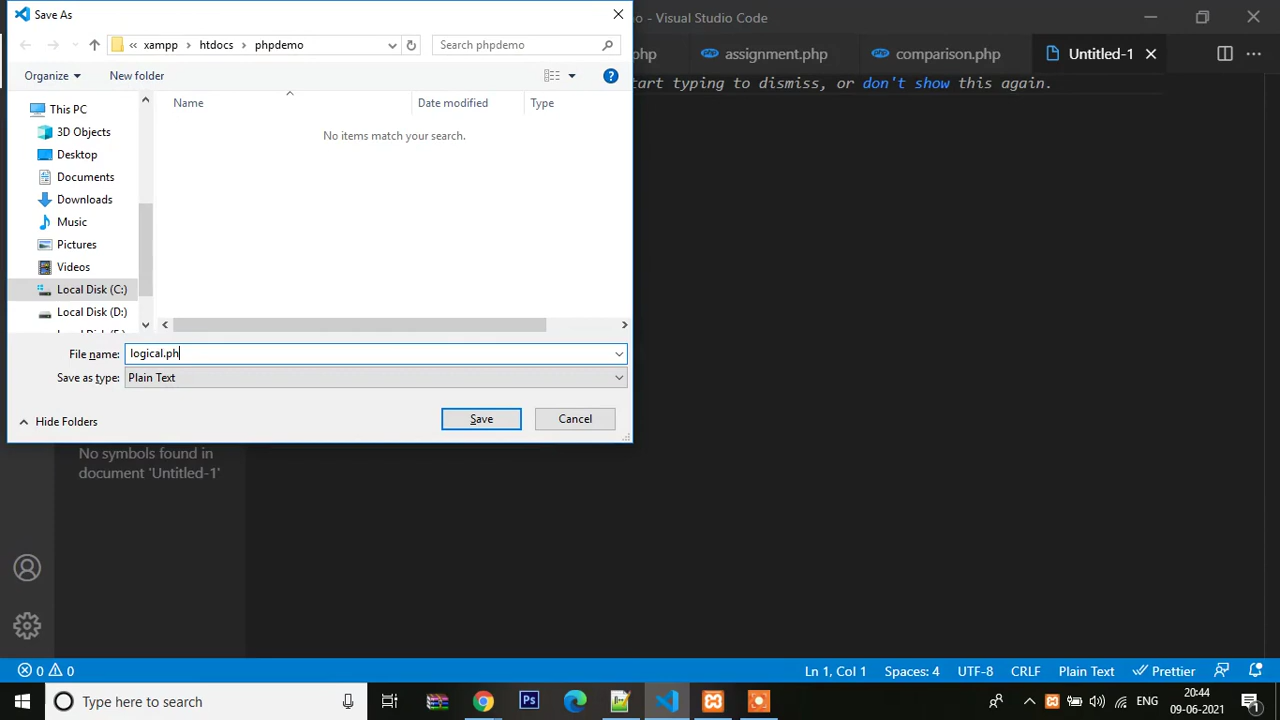 Save As
o - Visual Studio Code
« xampp › htdocs › phpdemo
Search phpdemo
php
assignment.php
comparison.php
Untitled-1
Organize
New folder
tart typing to dismiss, or don't show this again.
Name
Date modified
Type
No items match your search.
This PC
3D Objects
Desktop
Documents
Downloads
Music
Pictures
Videos
Local Disk (C:)
Local Disk (D:)
File name:
logical.ph
Save as type:
Plain Text
Hide Folders
Save
Cancel
No symbols found in
document 'Untitled-1'
0
0
Ln 1, Col 1
Spaces: 4
UTF-8
CRLF
Plain Text
Prettier
Type here to search
Ps
ENG
20:44
09-06-2021
1